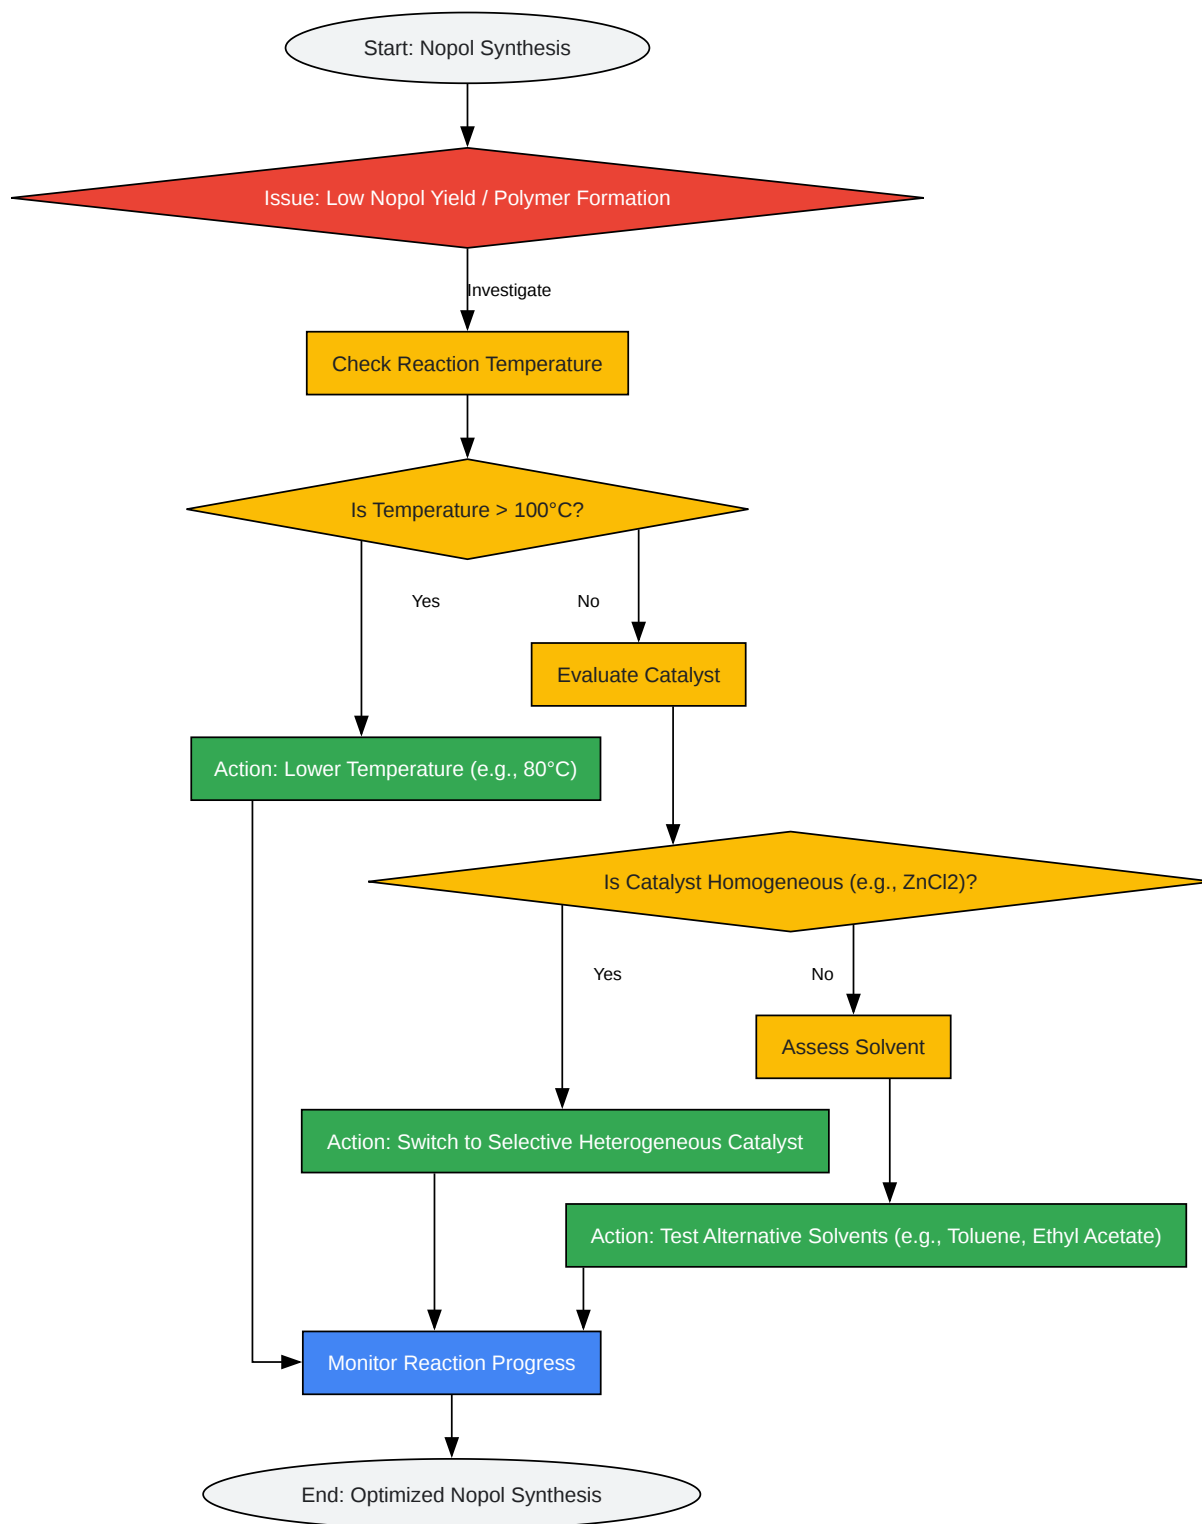 Start: Nopol Synthesis
Issue: Low Nopol Yield / Polymer Formation
Investigate
Check Reaction Temperature
Is Temperature > 100°C?
Yes
No
Evaluate Catalyst
Action: Lower Temperature (e.g., 80°C)
Is Catalyst Homogeneous (e.g., ZnCl2)?
Yes
No
Assess Solvent
Action: Switch to Selective Heterogeneous Catalyst
Action: Test Alternative Solvents (e.g., Toluene, Ethyl Acetate)
Monitor Reaction Progress
End: Optimized Nopol Synthesis